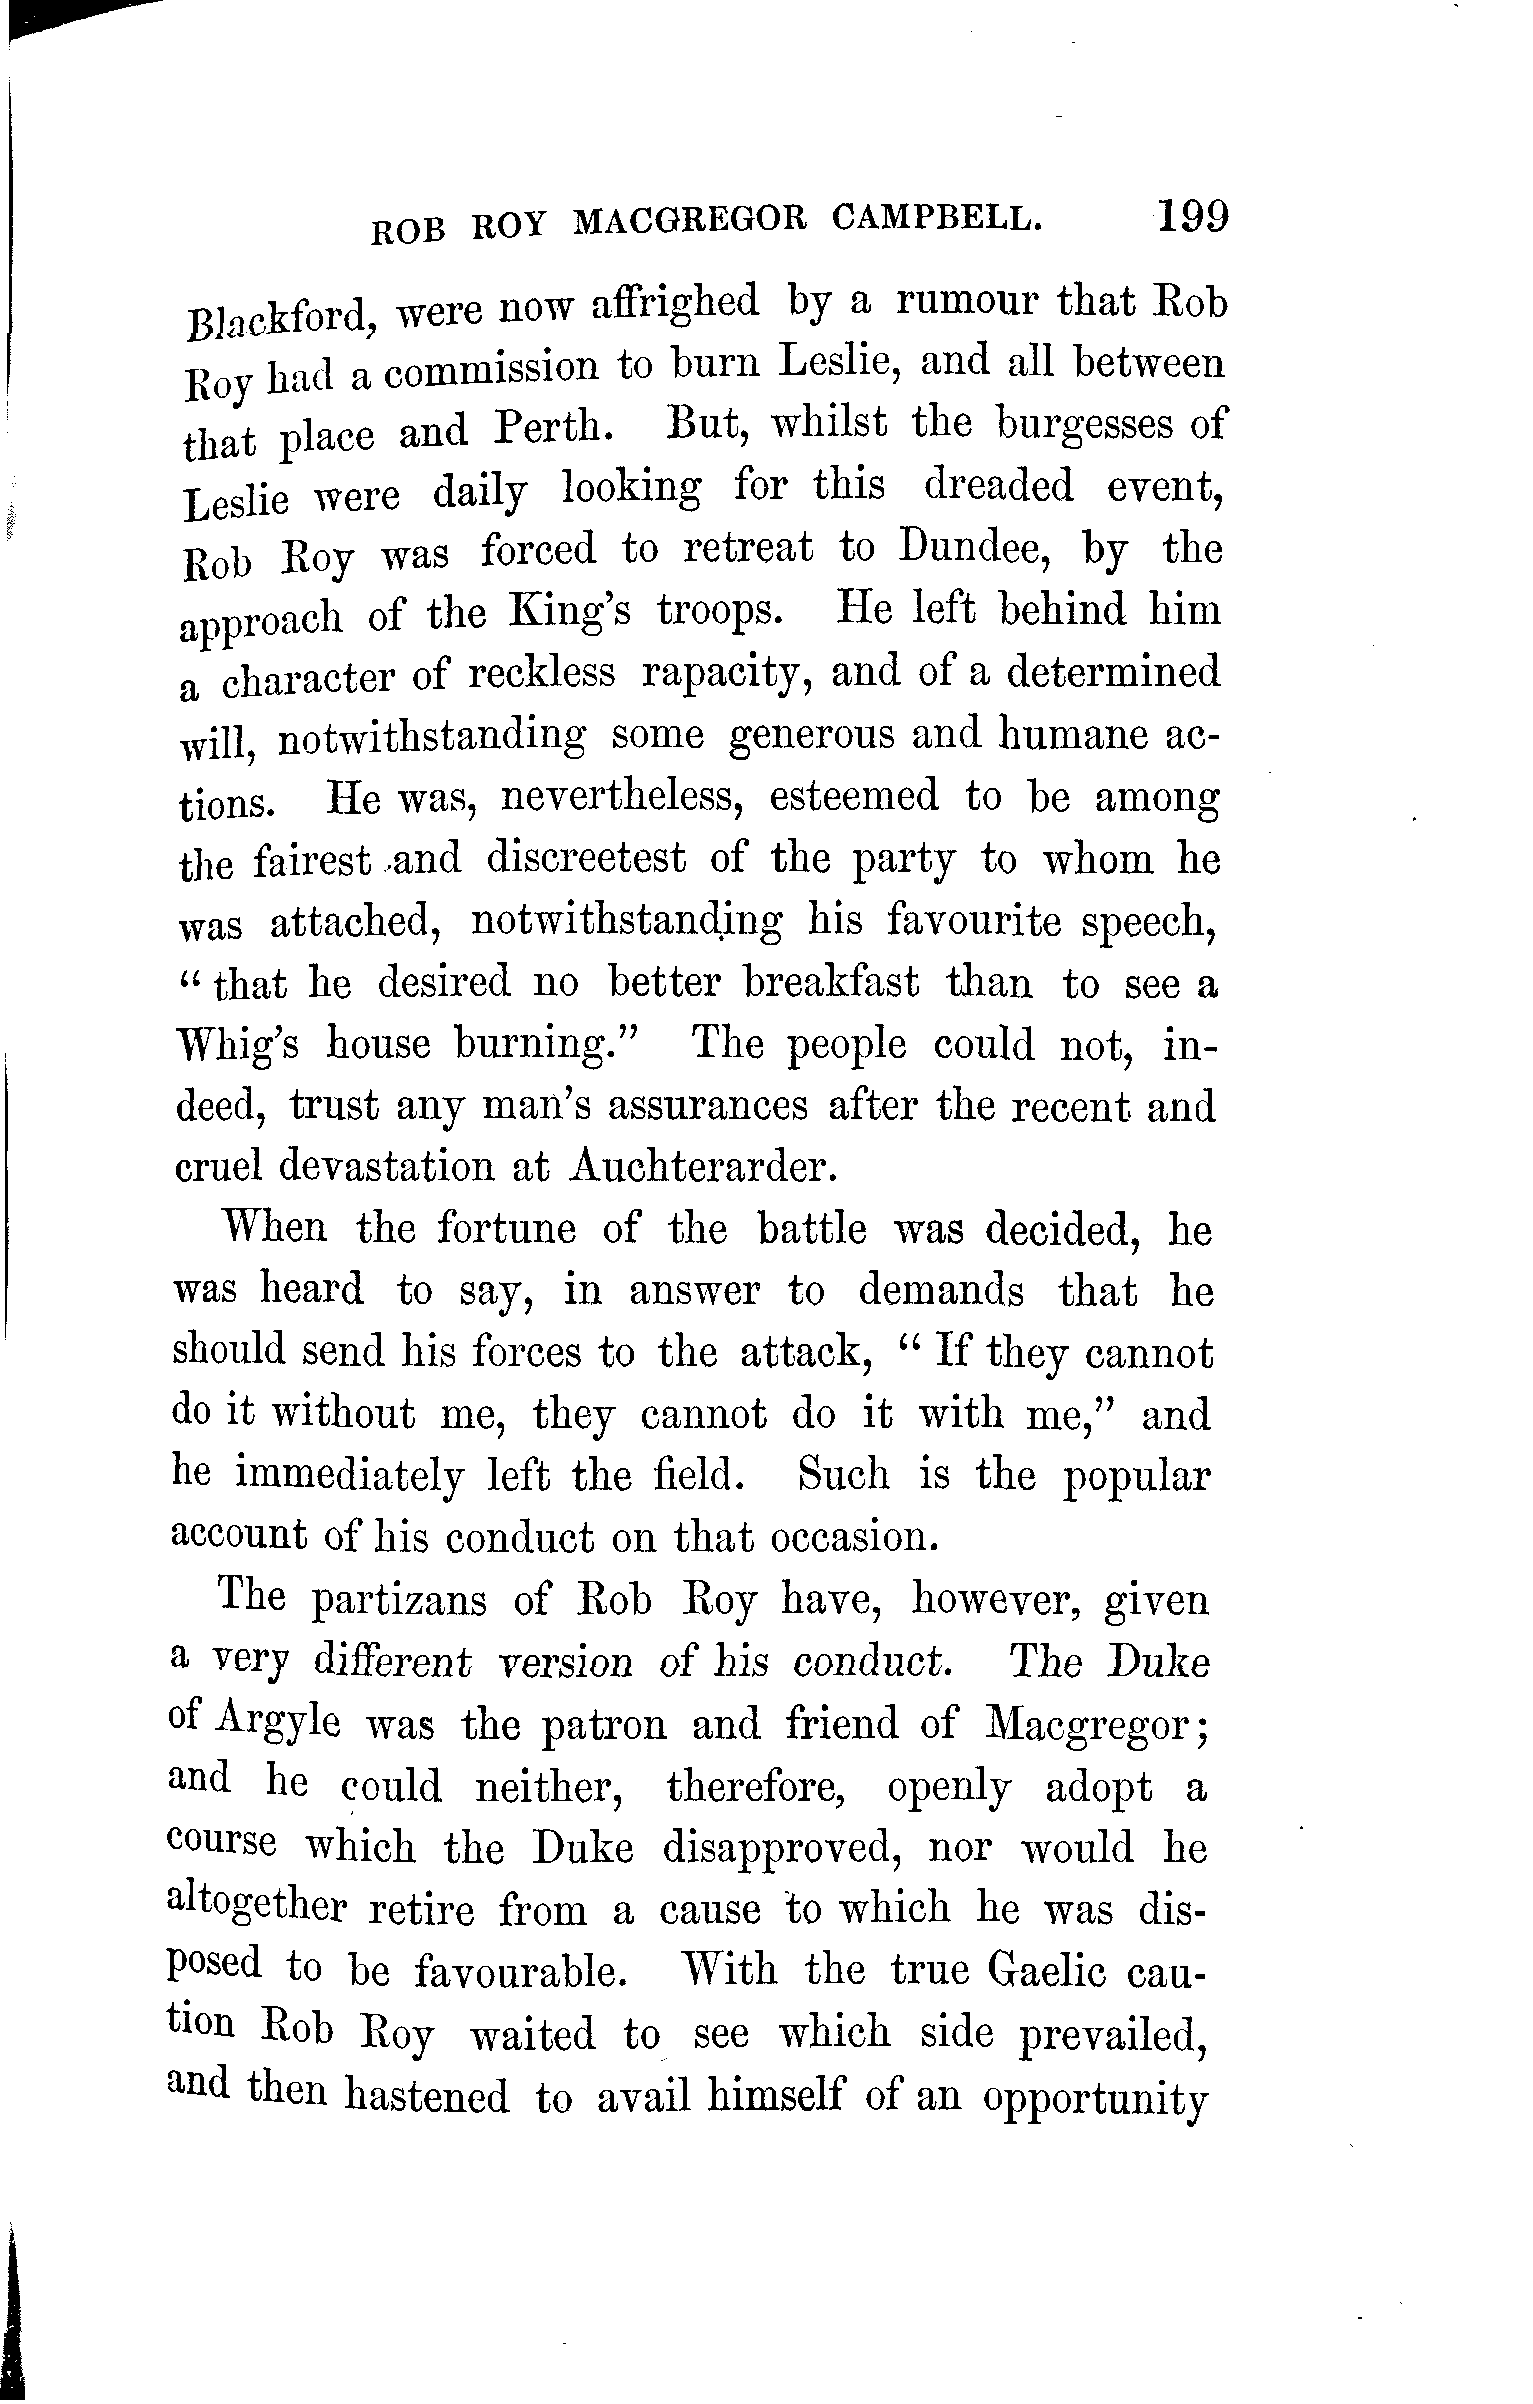 ROB ROY MACGREGOR CAMPBELL. 199
Blackford, were now affrighed by a rumour that Rob
Roy had a commission to burn Leslie, and all between
that place and Perth. But, whilst the burgesses of
Leslie were daily looking for this dreaded event,
Rob Roy was forced to retreat to Dundee, by the
approach of the King's troops. He left behind him
a character of reckless rapacity, and of a determined
will, notwithstanding some generous and humane ac-
tions. He was, nevertheless, esteemed to be among
the fairest and discreetest of the party to whom he
was attached, notwithstanding his favourite speech,
“ that he desired no better breakfast than to see a
Whig's house burning.” The people could not, in-
deed, trust any man's assurances after the recent and
cruel devastation at Auchterarder.
When the fortune of the battle was decided, he
was heard to say, in answer to demands that he
should send his forces to the attack, “ If they cannot
do it without me, they cannot do it with me,” and
he immediately left the field. Such is the popular
account of his conduct on that occasion.
The partizans of Rob Roy have, however, given
a very different version of his conduct. The Duke
of Argyle was the patron and friend of Macgregor;
and he could neither, therefore, openly adopt a
course which the Duke disapproved, nor would he
altogether retire from a cause to which he was dis-
posed to be favourable. With the true Gaelic cau-
tion Rob Roy waited to see which side prevailed,
and then hastened to avail himself of an opportunity